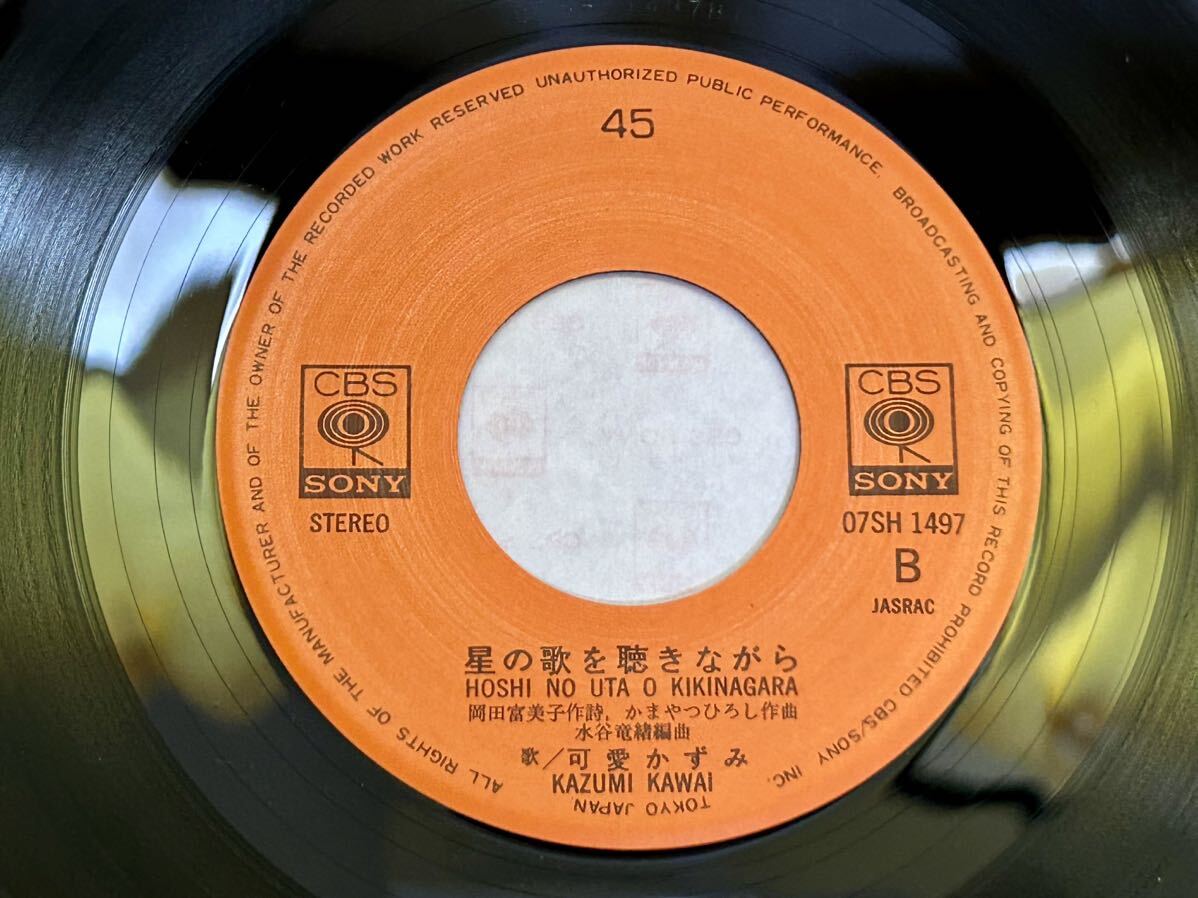 45
ALL RIGHTS OF THE MANUFACTURER AND OF THE OWNER OF THE RECORDED WORK RESERVED UNAUTHORIZED PUBLIC PERFORMANCE, BROADCASTING AND COPYING OF THIS RECORD PROHIBITED CBS/SONY INC.
TOKYO JAPAN
CBS
SONY
STEREO
CBS
SONY
07SH 1497
B
JASRAC
星の歌を聴きながら
HOSHI NO UTA O KIKINAGARA
岡田富美子作詩, かまやつひろし作曲
水谷竜緒編曲
歌/可愛かずみ
KAZUMI KAWAI